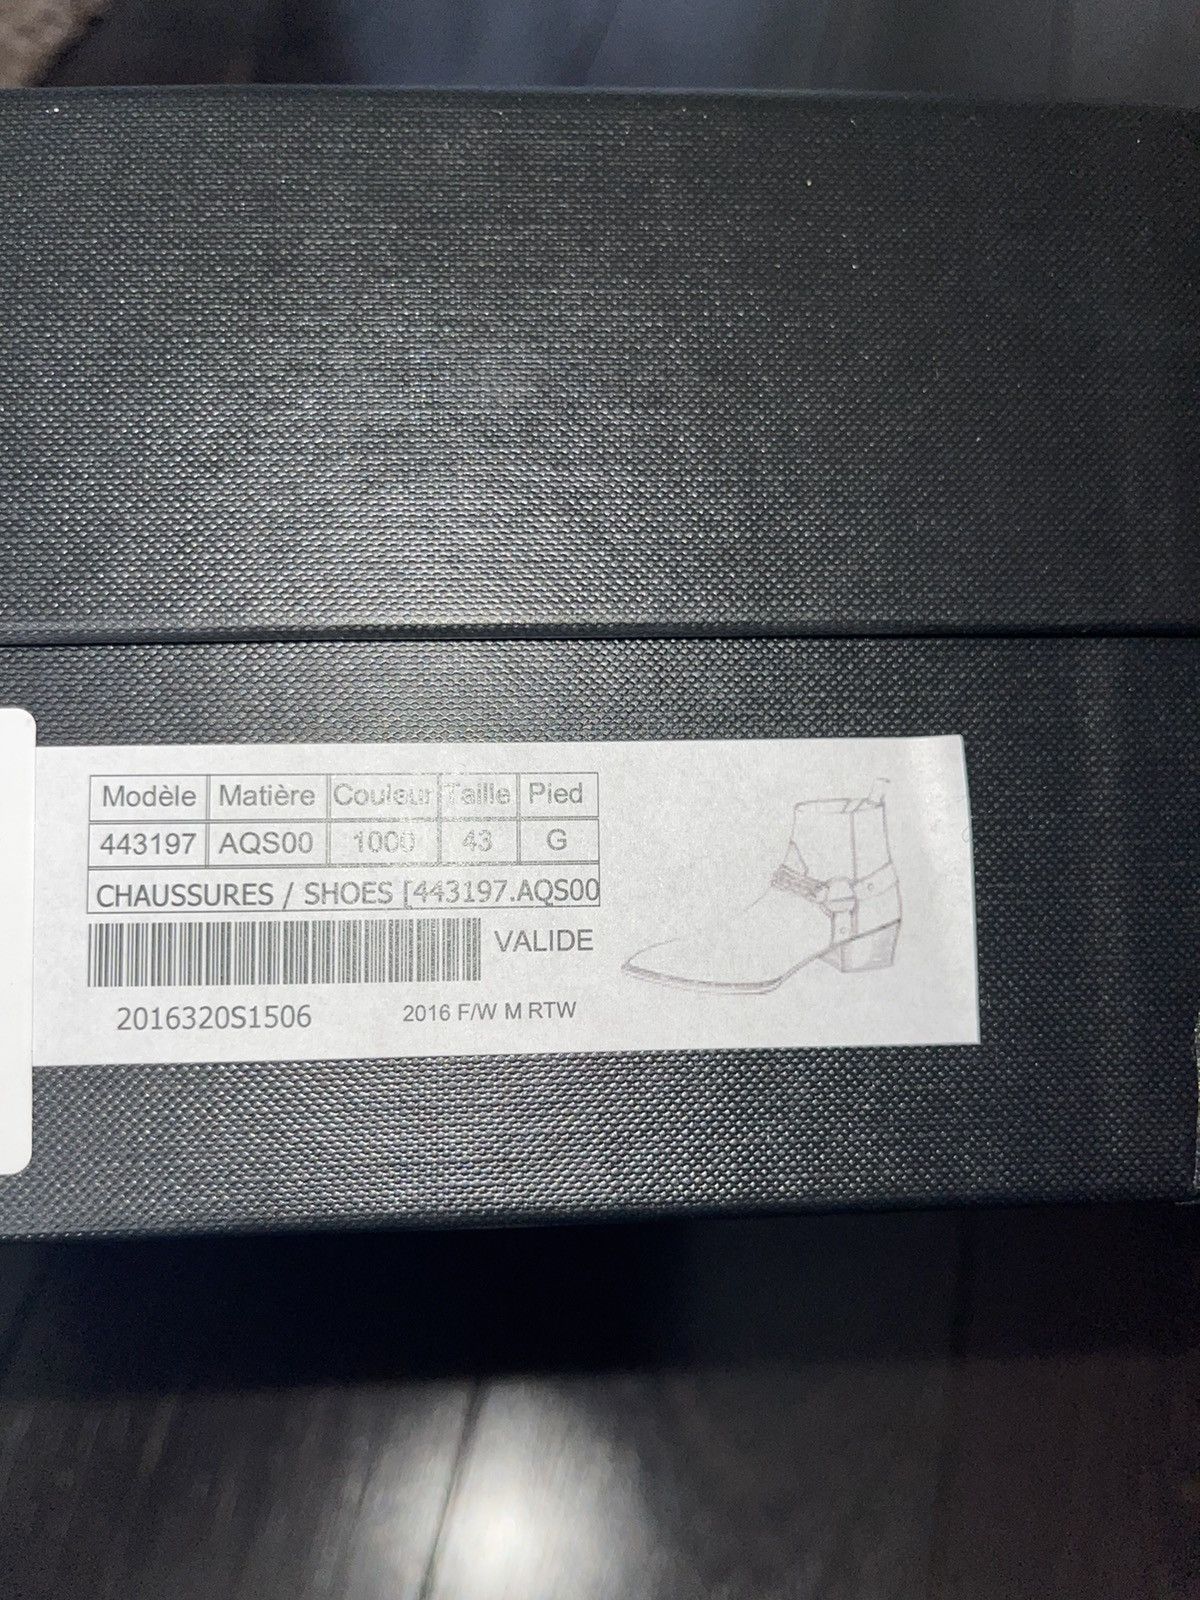 Modèle Matière Couleur Taille Pied
443197 AQS00 1000 43 G
CHAUSSURES / SHOES [443197.AQS00
VALIDE
2016320S1506 2016 F/W M RTW